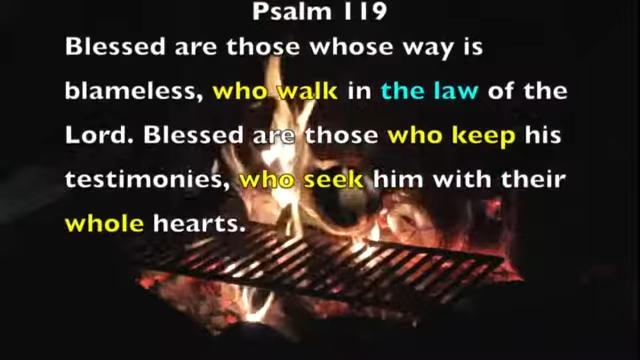 Psalm 119
Blessed are those whose way is
blameless, who walk in the law of the
Lord. Blessed are those who keep his
testimonies, who seek him with their
whole hearts.